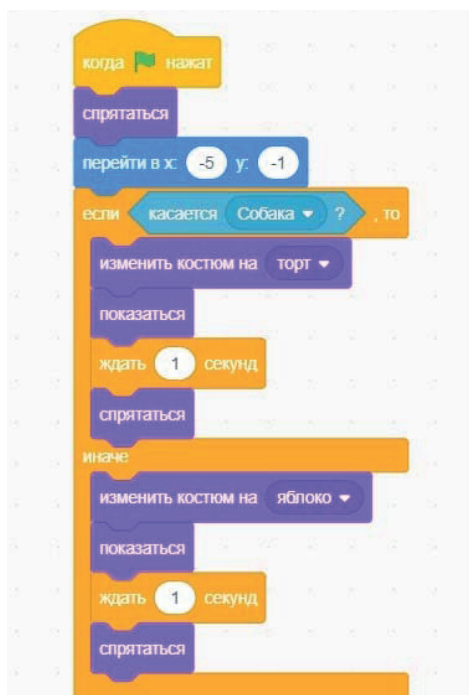 когда нажат
спрятаться
перейти в x: -5 y: -1
если касается Собака ? , то
изменить костюм на торт
показаться
ждать 1 секунд
спрятаться
иначе
изменить костюм на яблоко
показаться
ждать 1 секунд
спрятаться